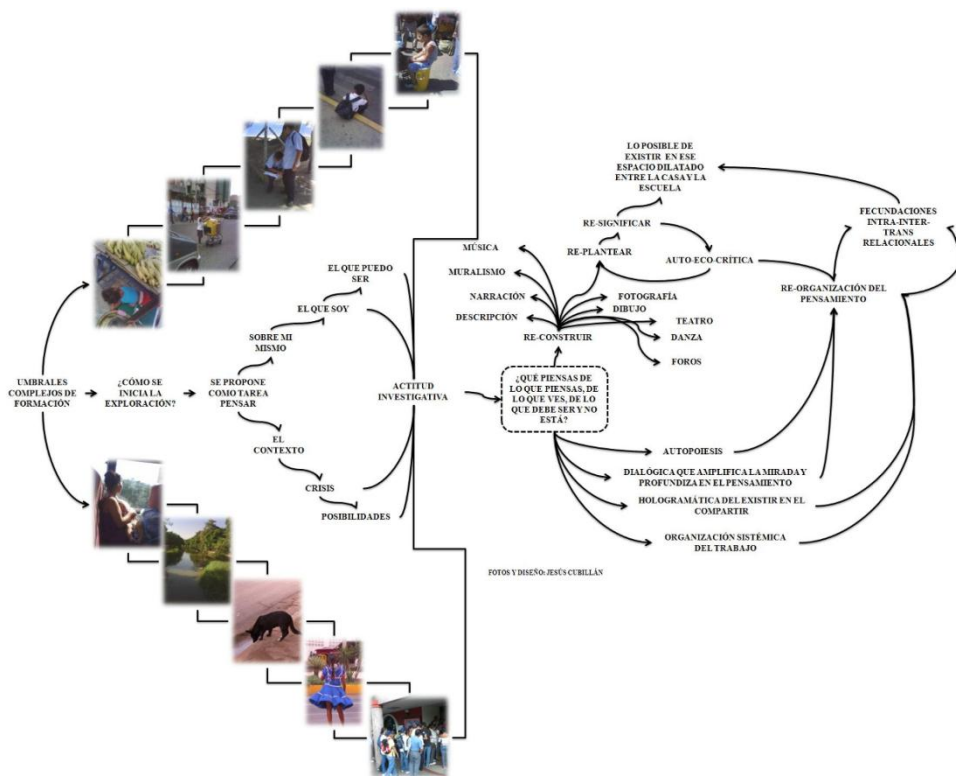 UMBRALES
COMPLEJOS DE
FORMACIÓN
¿CÓMO SE
INICIA LA
EXPLORACIÓN?
SE PROPONE
COMO TAREA
PENSAR
SOBRE MI
MISMO
EL QUE SOY
EL QUE PUEDO
SER
EL
CONTEXTO
CRISIS
POSIBILIDADES
ACTITUD
INVESTIGATIVA
¿QUÉ PIENSAS DE
LO QUE PIENSAS, DE
LO QUE VES, DE LO
QUE DEBE SER Y NO
ESTÁ?
RE-CONSTRUIR
MÚSICA
MURALISMO
NARRACIÓN
DESCRIPCIÓN
FOTOGRAFÍA
DIBUJO
TEATRO
DANZA
FOROS
RE-PLANTEAR
RE-SIGNIFICAR
LO POSIBLE DE
EXISTIR EN ESE
ESPACIO DILATADO
ENTRE LA CASA Y LA
ESCUELA
AUTO-ECO-CRÍTICA
RE-ORGANIZACIÓN DEL
PENSAMIENTO
FECUNDACIONES
INTRA-INTER-
TRANS
RELACIONALES
AUTOPOIESIS
DIALÓGICA QUE AMPLIFICA LA MIRADA Y
PROFUNDIZA EN EL PENSAMIENTO
HOLOGRAMÁTICA DEL EXISTIR EN EL
COMPARTIR
ORGANIZACIÓN SISTÉMICA
DEL TRABAJO
FOTOS Y DISEÑO: JESÚS CUBILLÁN